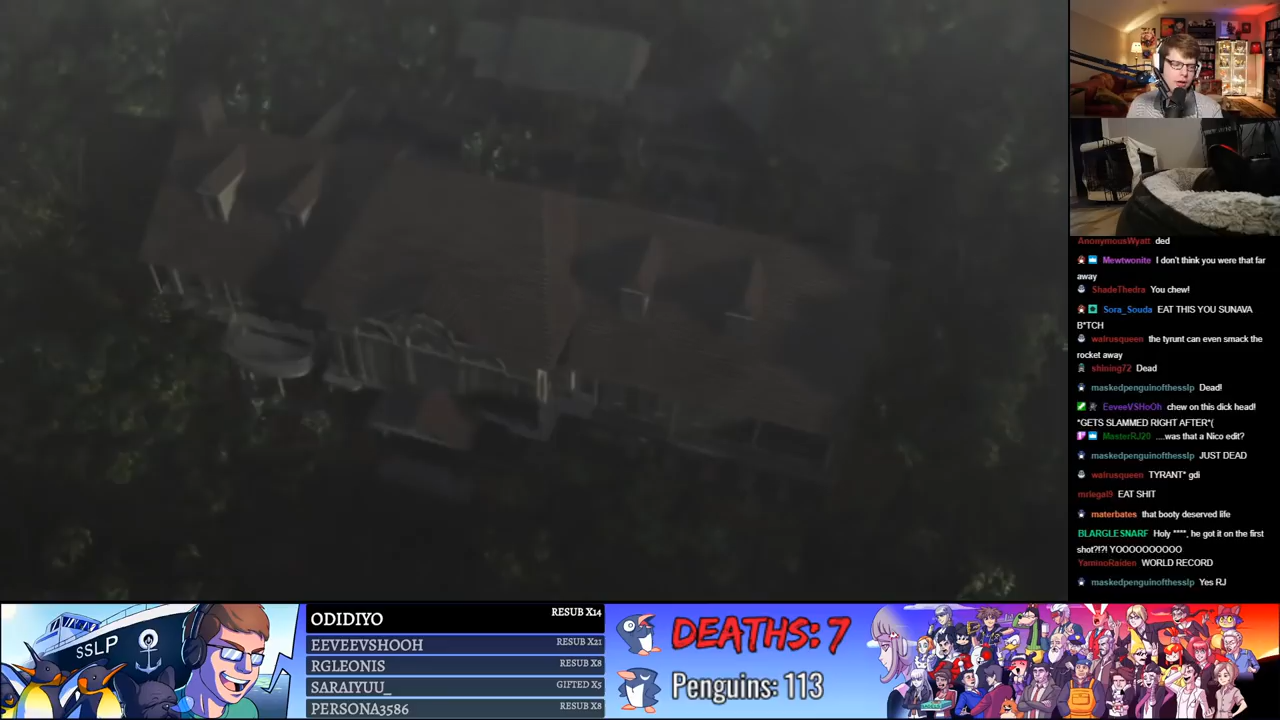 AnonymousWyatt ded
Mewtwonite I don't think you were that far
away
ShadeThedra You chew!
Sora_Souda EAT THIS YOU SUNAVA
B*TCH
walrusqueen the tyrunt can even smack the
rocket away
shining72 Dead
maskedpenguinofthesslp Dead!
EeveeVSHoOh chew on this dick head!
*GETS SLAMMED RIGHT AFTER*(
MasterRJ20 ....was that a Nico edit?
maskedpenguinofthesslp JUST DEAD
walrusqueen TYRANT* gdi
mrlegal9 EAT SHIT
materbates that booty deserved life
BLARGLESNARF Holy ****, he got it on the first
shot?!?! YOOOOOOOOOO
YaminoRaiden WORLD RECORD
maskedpenguinofthesslp Yes RJ
SSLP
ODIDIYO RESUB X14
EEVEEVSHOOH RESUB X21
RGLEONIS RESUB X8
SARAIYUU_ GIFTED X5
PERSONA3586 RESUB X8
DEATHS: 7
Penguins: 113